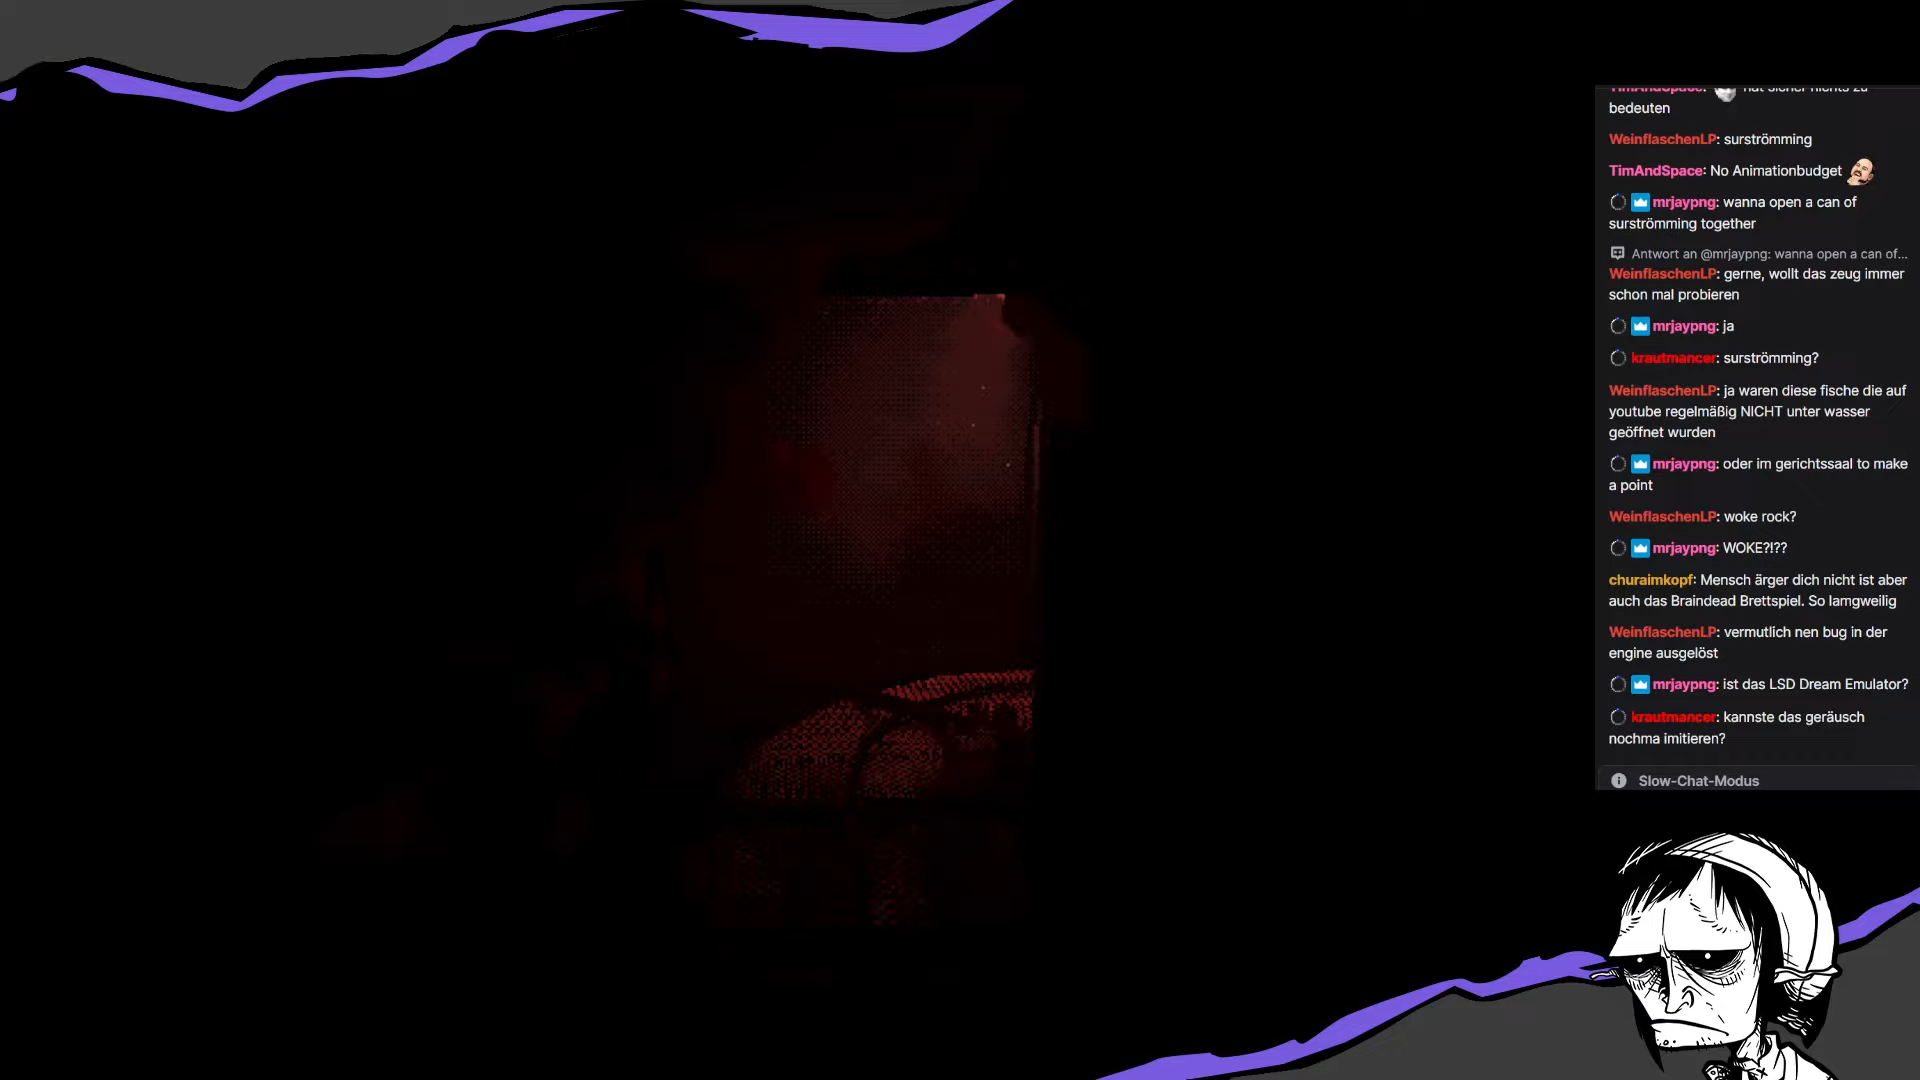 TimAndSpace: hat sicher nichts zu
bedeuten
WeinflaschenLP: surströmming
TimAndSpace: No Animationbudget
mrjaypng: wanna open a can of
surströmming together
Antwort an @mrjaypng: wanna open a can of...
WeinflaschenLP: gerne, wollt das zeug immer
schon mal probieren
mrjaypng: ja
krautmancer: surströmming?
WeinflaschenLP: ja waren diese fische die auf
youtube regelmäßig NICHT unter wasser
geöffnet wurden
mrjaypng: oder im gerichtssaal to make
a point
WeinflaschenLP: woke rock?
mrjaypng: WOKE?!??
churaimkopf: Mensch ärger dich nicht ist aber
auch das Braindead Brettspiel. So lamgweilig
WeinflaschenLP: vermutlich nen bug in der
engine ausgelöst
mrjaypng: ist das LSD Dream Emulator?
krautmancer: kannste das geräusch
nochma imitieren?
Slow-Chat-Modus